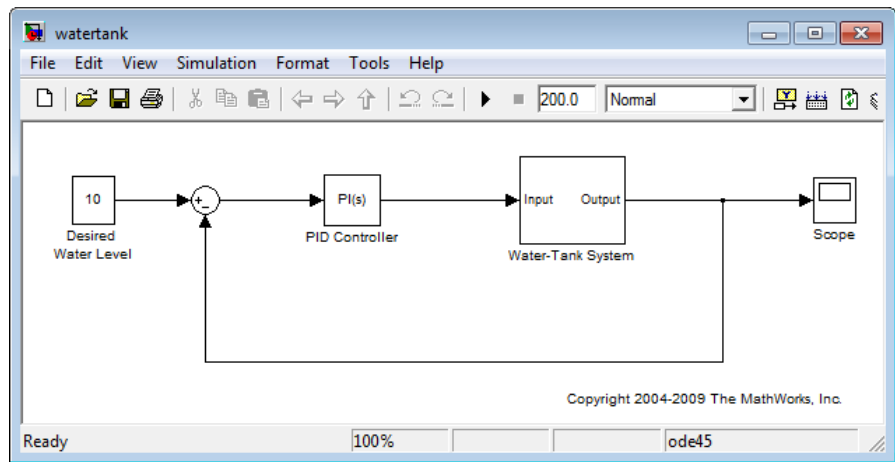 watertank
File Edit View Simulation Format Tools Help
200.0 Normal
10
+
-
PI(s)
Input Output
Desired
Water Level
PID Controller
Water-Tank System
Scope
Copyright 2004-2009 The MathWorks, Inc.
Ready 100% ode45